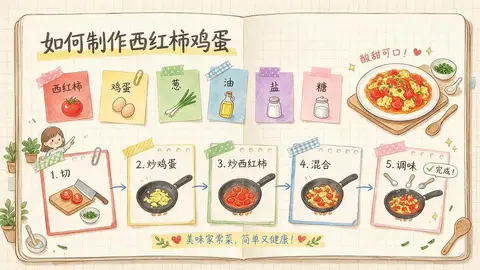 如何制作西红柿鸡蛋
酸甜可口！
西红柿
鸡蛋
葱
油
盐
糖
1. 切
2. 炒鸡蛋
3. 炒西红柿
4. 混合
5. 调味
完成！
美味家常菜，简单又健康！